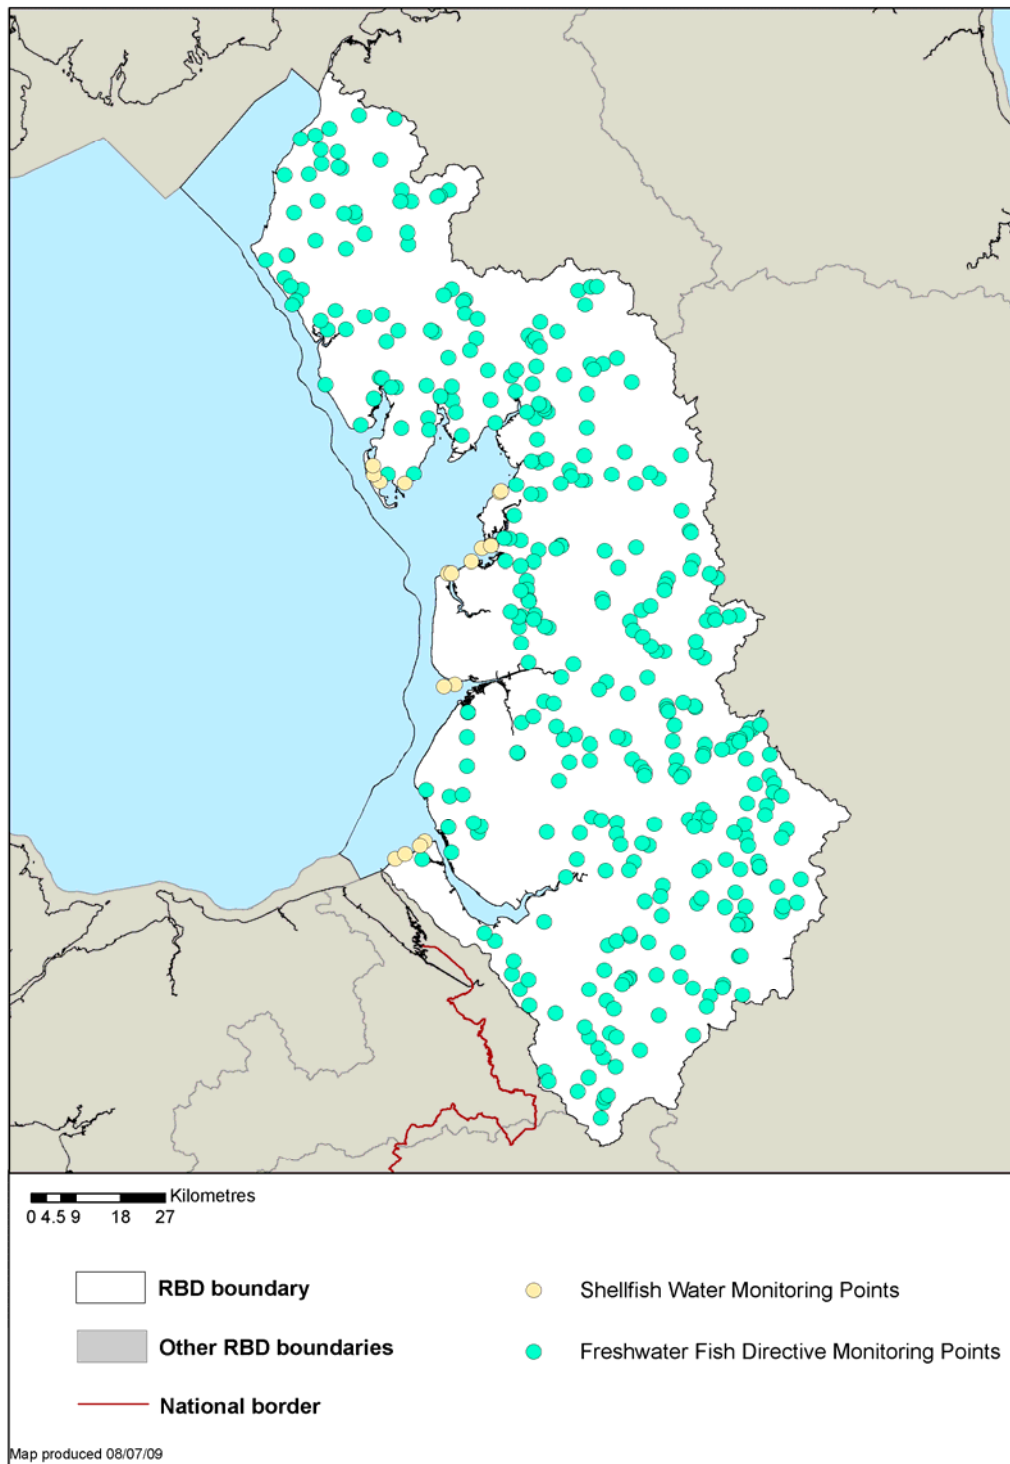 Kilometres
0 4.5 9 18 27
RBD boundary
Shellfish Water Monitoring Points
Other RBD boundaries
Freshwater Fish Directive Monitoring Points
National border
Map produced 08/07/09